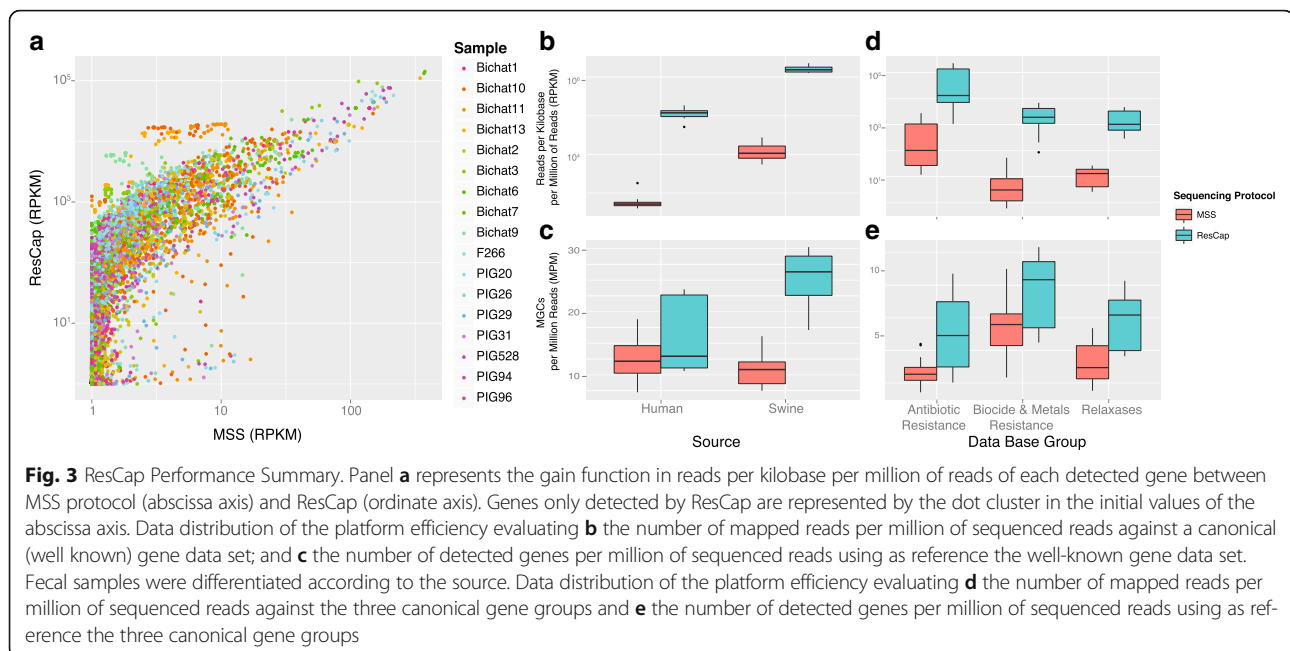 a
Sample
Bichat1
Bichat10
Bichat11
Bichat13
Bichat2
Bichat3
Bichat6
Bichat7
Bichat9
F266
PIG20
PIG26
PIG29
PIG31
PIG528
PIG94
PIG96
10⁵
10³
10¹
ResCap (RPKM)
1
10
100
MSS (RPKM)
b
Reads per Kilobase
per Million of Reads (RPKM)
10⁶
10⁴
c
MGCs
per Million Reads (MPM)
30
20
10
Human
Swine
Source
d
10⁵
10³
10¹
e
10
5
Antibiotic
Resistance
Biocide & Metals
Resistance
Relaxases
Data Base Group
Sequencing Protocol
MSS
ResCap
Fig. 3 ResCap Performance Summary. Panel a represents the gain function in reads per kilobase per million of reads of each detected gene between
MSS protocol (abscissa axis) and ResCap (ordinate axis). Genes only detected by ResCap are represented by the dot cluster in the initial values of the
abscissa axis. Data distribution of the platform efficiency evaluating b the number of mapped reads per million of sequenced reads against a canonical
(well known) gene data set; and c the number of detected genes per million of sequenced reads using as reference the well-known gene data set.
Fecal samples were differentiated according to the source. Data distribution of the platform efficiency evaluating d the number of mapped reads per
million of sequenced reads against the three canonical gene groups and e the number of detected genes per million of sequenced reads using as ref-
erence the three canonical gene groups